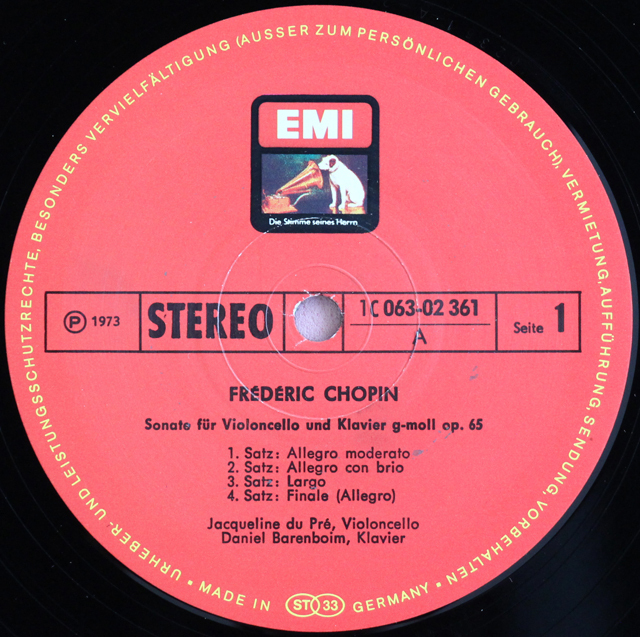 URHEBER- UND LEISTUNGSSCHUTZRECHTE, BESONDERS VERVIELFÄLTIGUNG (AUSSER ZUM PERSÖNLICHEN GEBRAUCH), VERMIETUNG, AUFFÜHRUNG, SENDUNG, VORBEHALTEN
EMI
Die Stimme seines Herrn
Ⓟ 1973 STEREO 1C 063-02 361 Seite 1
A
FRÉDÉRIC CHOPIN
Sonate für Violoncello und Klavier g-moll op. 65
1. Satz: Allegro moderato
2. Satz: Allegro con brio
3. Satz: Largo
4. Satz: Finale (Allegro)
Jacqueline du Pré, Violoncello
Daniel Barenboim, Klavier
• MADE IN ST 33 GERMANY •